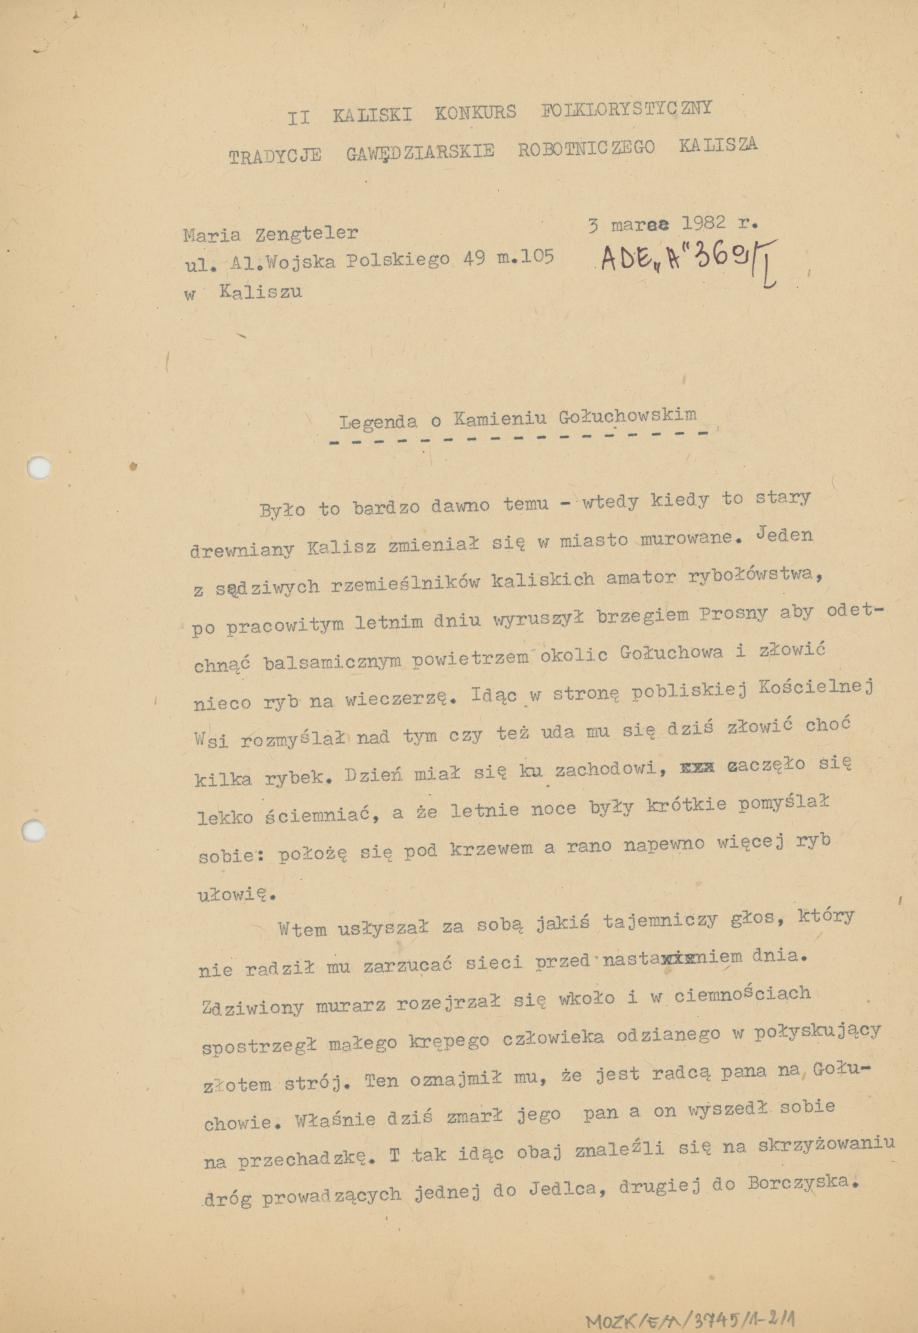 II KALISKI KONKURS FOLKLORYSTYCZNY
TRADYCJE GAWĘDZIARSKIE ROBOTNICZEGO KALISZA
Maria Zengteler
3 marca 1982 r.
ul. Al.Wojska Polskiego 49 m.105
ADE„A"369/
w Kaliszu
Legenda o Kamieniu Gołuchowskim
Było to bardzo dawno temu - wtedy kiedy to stary
drewniany Kalisz zmieniał się w miasto murowane. Jeden
z sędziwych rzemieślników kaliskich amator rybołówstwa,
po pracowitym letnim dniu wyruszył brzegiem Prosny aby odet-
chnąć balsamicznym powietrzem okolic Gołuchowa i złowić
nieco ryb na wieczerzę. Idąc w stronę pobliskiej Kościelnej
Wsi rozmyślał nad tym czy też uda mu się dziś złowić choć
kilka rybek. Dzień miał się ku zachodowi, xxx zaczęło się
lekko ściemniać, a że letnie noce były krótkie pomyślał
sobie: położę się pod krzewem a rano napewno więcej ryb
ułowię.
Wtem usłyszał za sobą jakiś tajemniczy głos, który
nie radził mu zarzucać sieci przed nastaxxxniem dnia.
Zdziwiony murarz rozejrzał się wkoło i w ciemnościach
spostrzegł małego krępego człowieka odzianego w połyskujący
złotem strój. Ten oznajmił mu, że jest radcą pana na Gołu-
chowie. Właśnie dziś zmarł jego pan a on wyszedł sobie
na przechadzkę. T tak idąc obaj znaleźli się na skrzyżowaniu
dróg prowadzących jednej do Jedlca, drugiej do Borczyska.
MOZK/E/A/3745/1-2/1